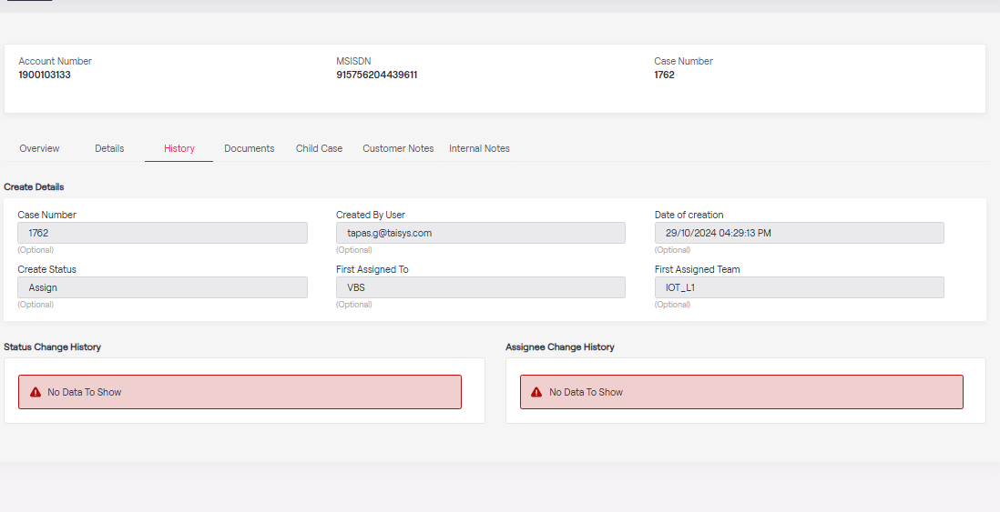 Account Number MSISDN Case Number
1900103133 915756204439611 1762
Overview Details History Documents Child Case Customer Notes Internal Notes
Create Details
Case Number Created By User Date of creation
1762 tapas.g@taisys.com 29/10/2024 04:29:13 PM
(Optional) (Optional) (Optional)
Create Status First Assigned To First Assigned Team
Assign VBS IOT_L1
(Optional) (Optional) (Optional)
Status Change History Assignee Change History
No Data To Show No Data To Show